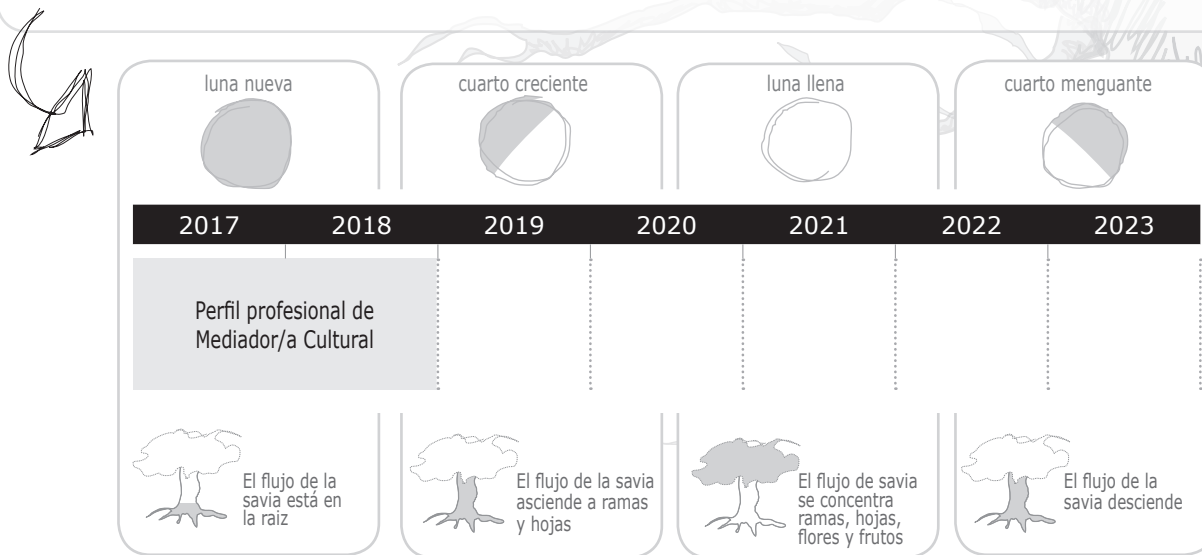 luna nueva
cuarto creciente
luna llena
cuarto menguante
2017 2018 2019 2020 2021 2022 2023
Perfil profesional de
Mediador/a Cultural
El flujo de la
savia está en
la raiz
El flujo de la savia
asciende a ramas
y hojas
El flujo de savia
se concentra
ramas, hojas,
flores y frutos
El flujo de la
savia desciende